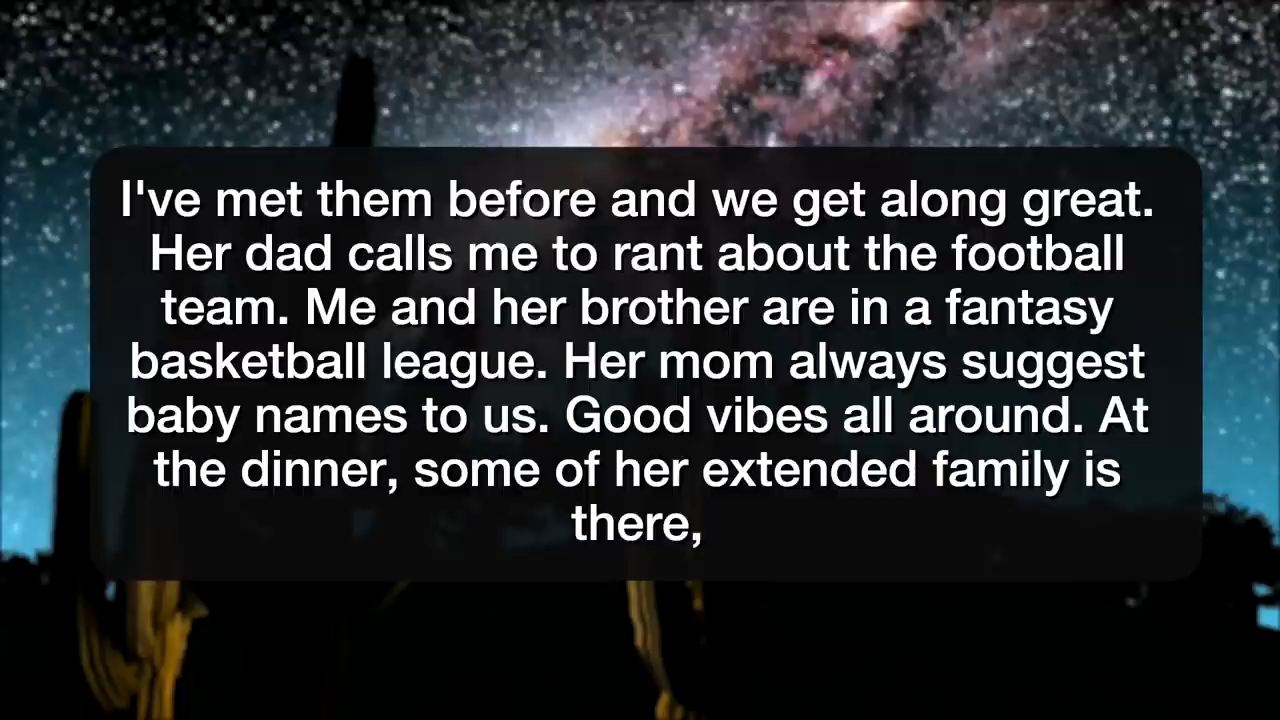 I've met them before and we get along great.
Her dad calls me to rant about the football
team. Me and her brother are in a fantasy
basketball league. Her mom always suggest
baby names to us. Good vibes all around. At
the dinner, some of her extended family is
there,